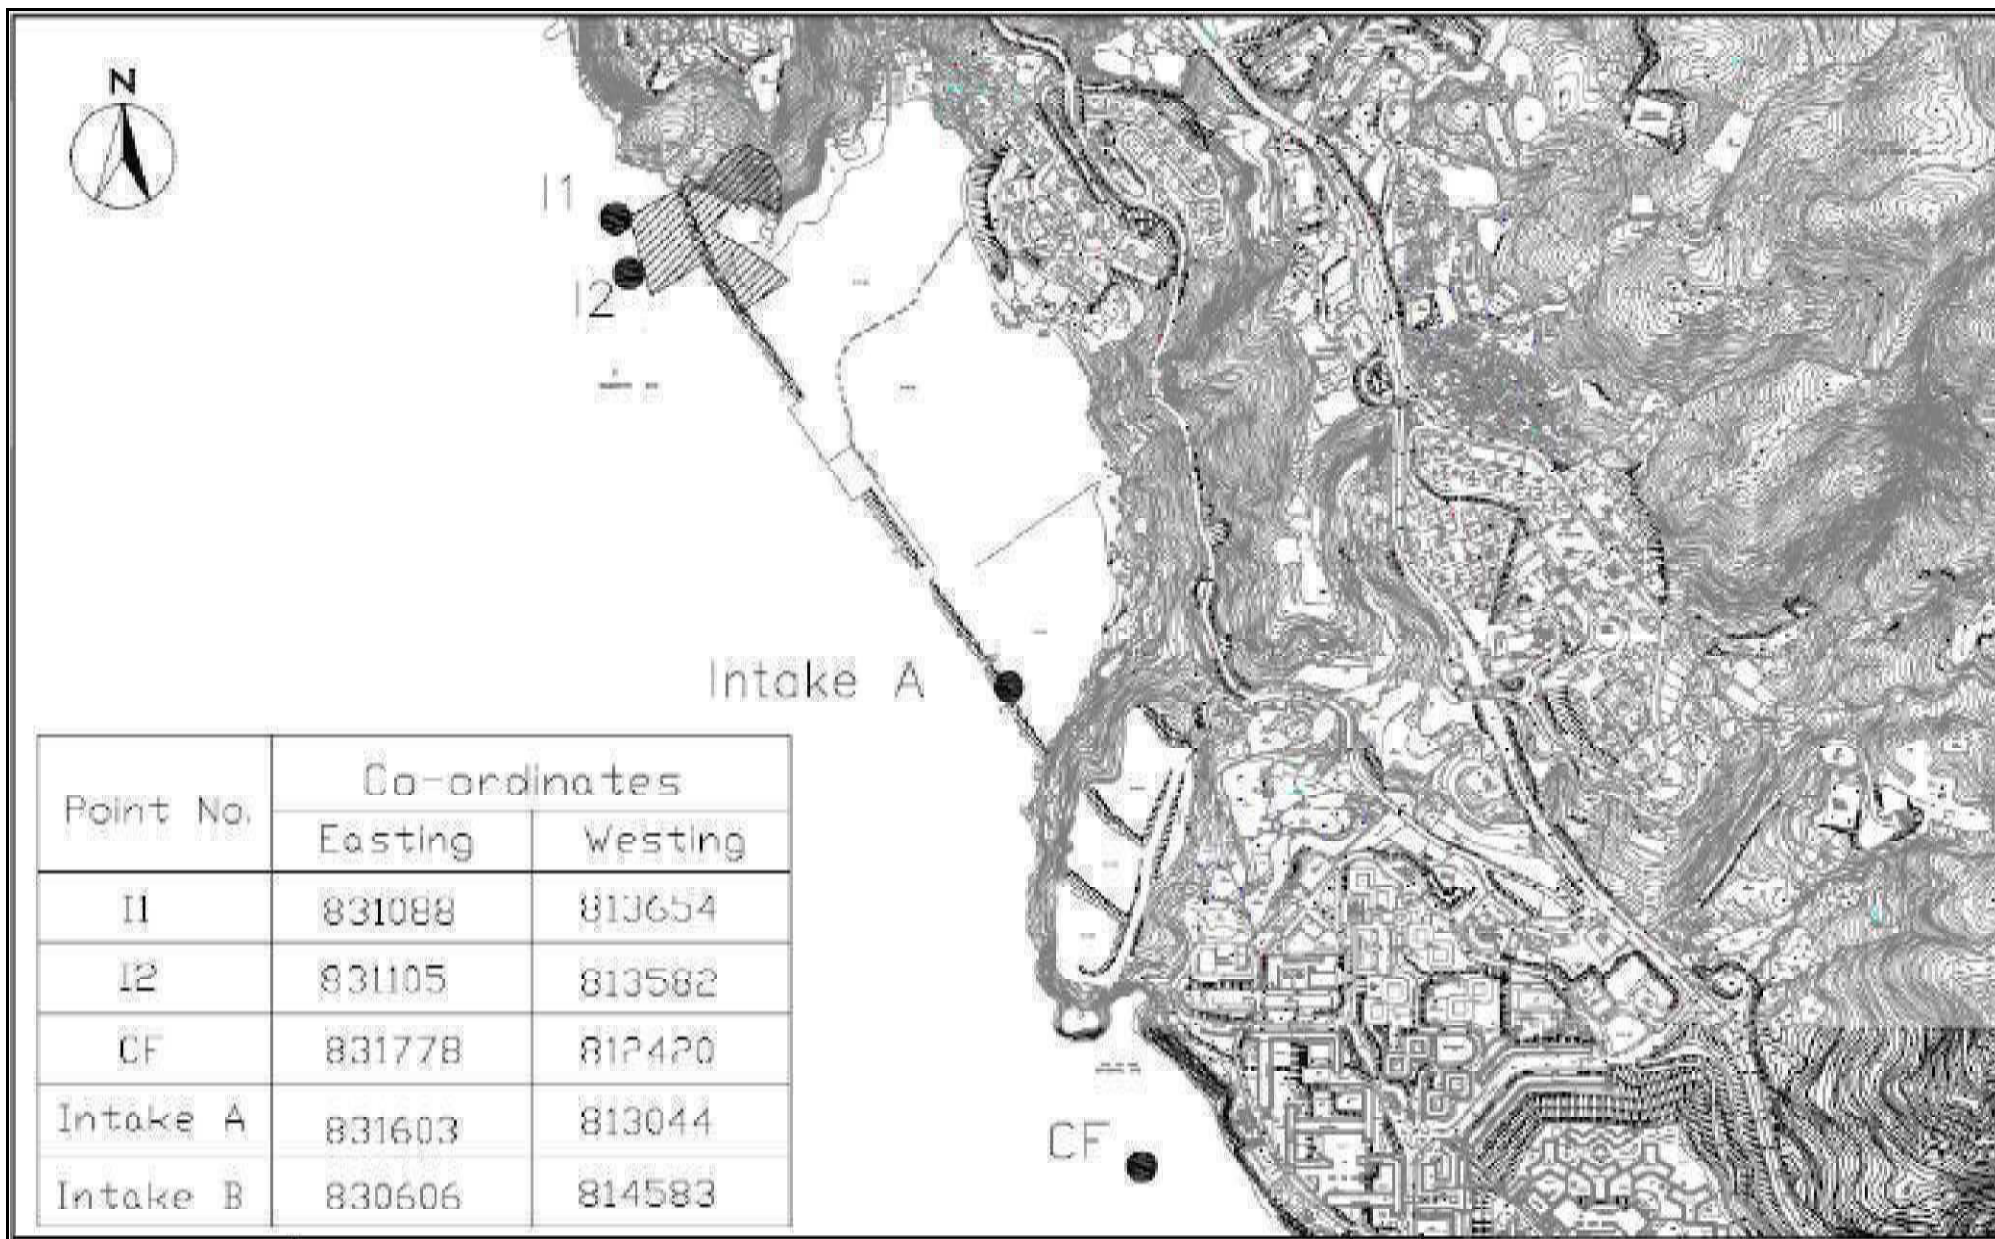 N
I1
I2
Intake A
Point No.
Co-ordinates
Easting
Westing
I1
831088
813654
I2
831105
813582
CF
831778
812420
Intake A
831603
813044
Intake B
830606
814583
CF